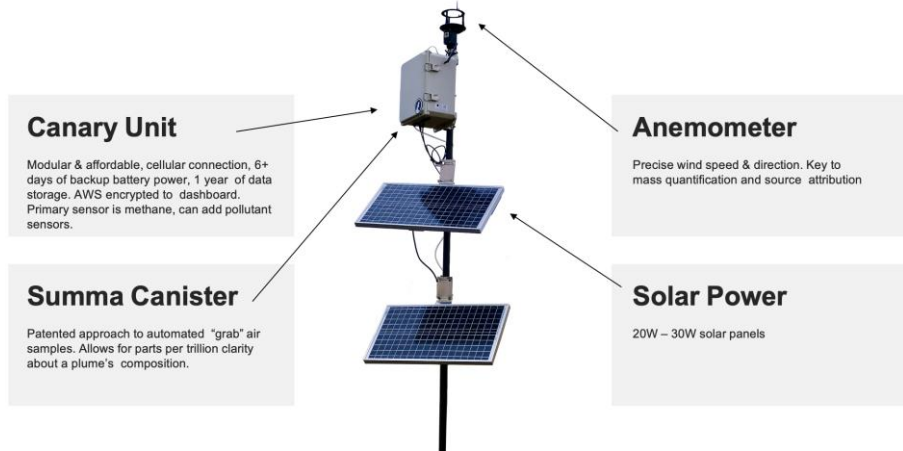 Canary Unit
Modular & affordable, cellular connection, 6+
days of backup battery power, 1 year of data
storage. AWS encrypted to dashboard.
Primary sensor is methane, can add pollutant
sensors.
Summa Canister
Patented approach to automated "grab" air
samples. Allows for parts per trillion clarity
about a plume's composition.
Anemometer
Precise wind speed & direction. Key to
mass quantification and source attribution
Solar Power
20W – 30W solar panels